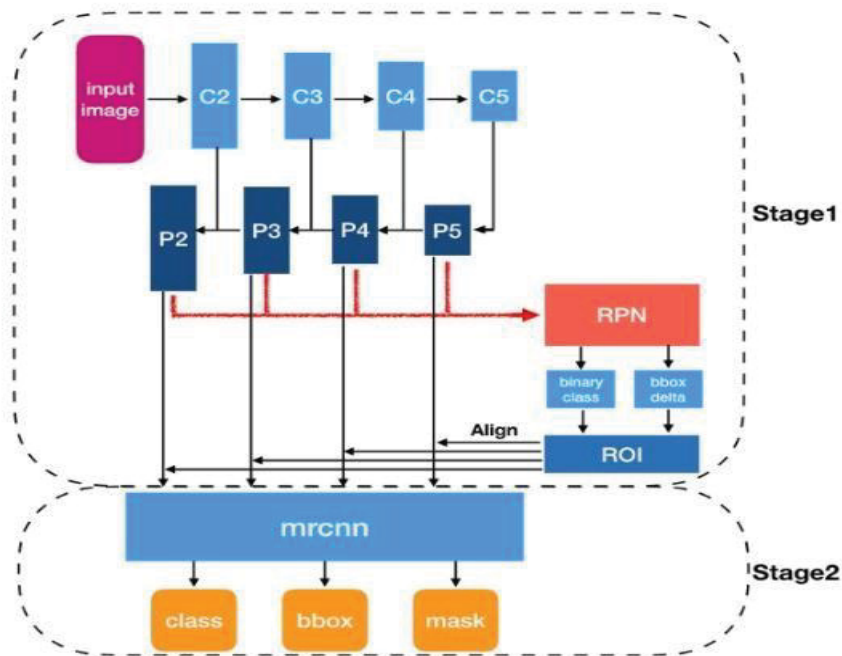 input
image
C2
C3
C4
C5
P2
P3
P4
P5
Stage1
RPN
binary
class
bbox
delta
Align
ROI
mrcnn
Stage2
class
bbox
mask